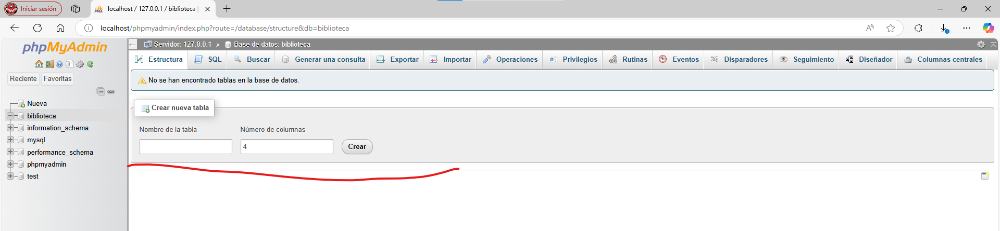 Iniciar sesión
localhost / 127.0.0.1 / biblioteca |
localhost/phpmyadmin/index.php?route=/database/structure&db=biblioteca
phpMyAdmin
Reciente Favoritas
Nueva
biblioteca
information_schema
mysql
performance_schema
phpmyadmin
test
Servidor: 127.0.0.1 » Base de datos: biblioteca
Estructura SQL Buscar Generar una consulta Exportar Importar Operaciones Privilegios Rutinas Eventos Disparadores Seguimiento Diseñador Columnas centrales
No se han encontrado tablas en la base de datos.
Crear nueva tabla
Nombre de la tabla Número de columnas
4 Crear